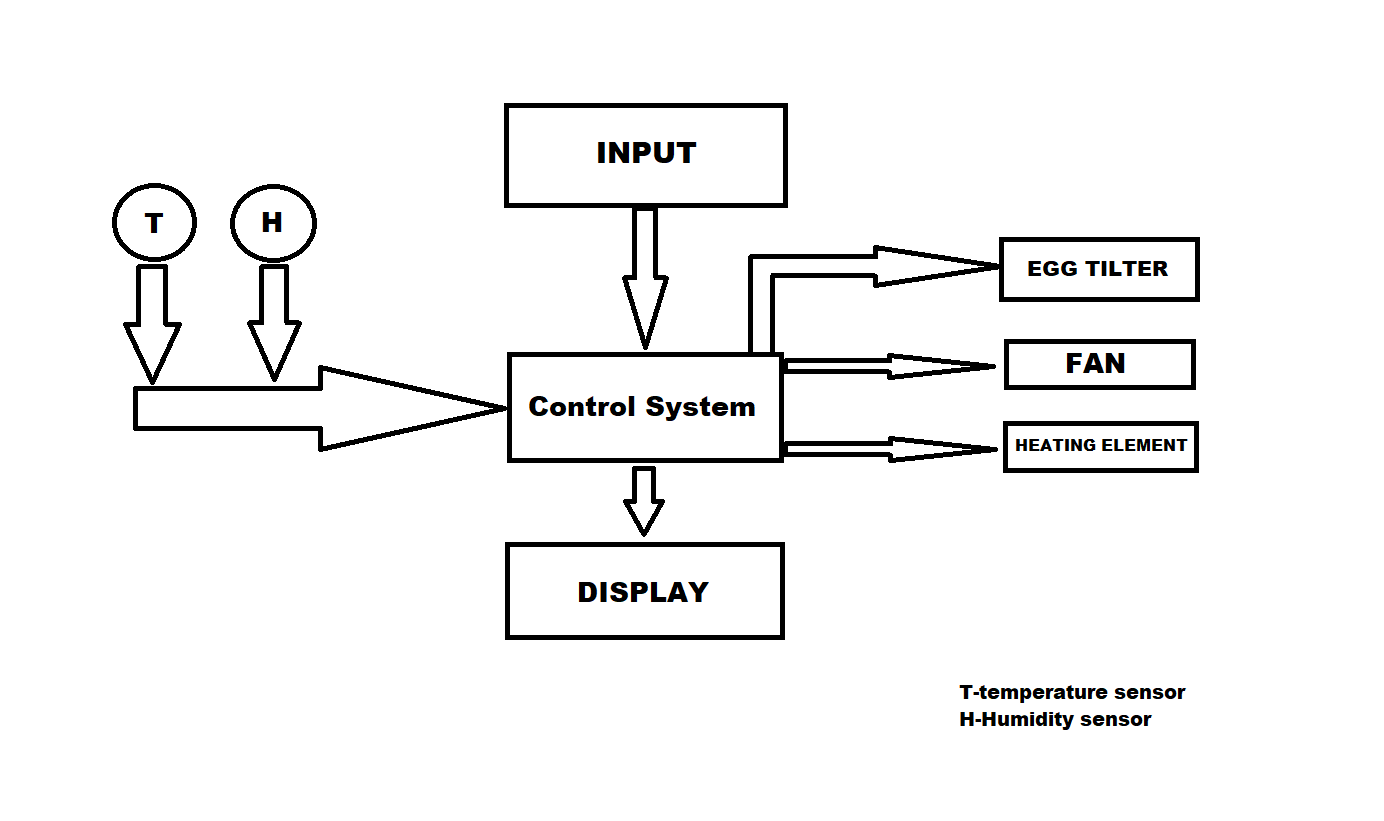 INPUT
T
H
EGG TILTER
FAN
Control System
HEATING ELEMENT
DISPLAY
T-temperature sensor
H-Humidity sensor